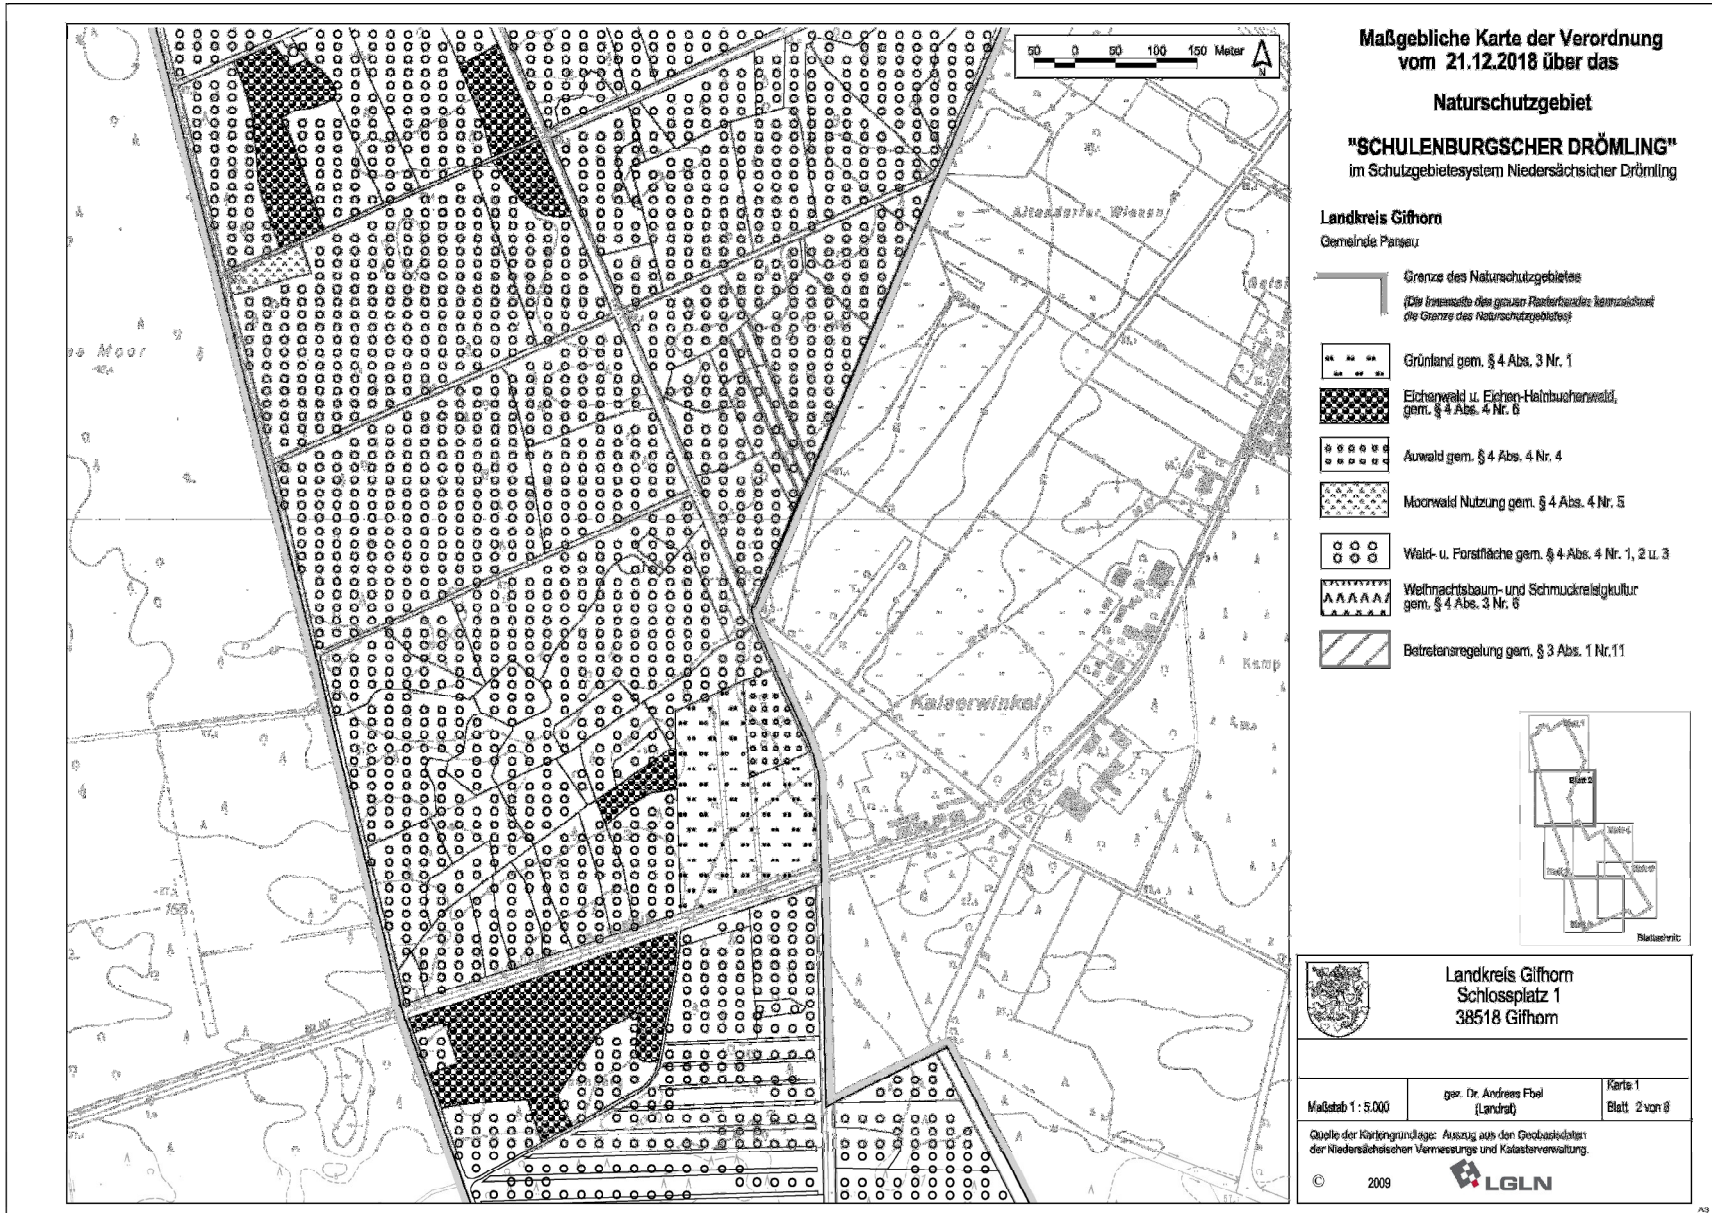 50 0 50 100 150 Meter
N
Maßgebliche Karte der Verordnung
vom 21.12.2018 über das
Naturschutzgebiet
"SCHULENBURGSCHER DRÖMLING"
im Schutzgebietesystem Niedersächsicher Drömling
Landkreis Gifhorn
Gemeinde Parsau
Grenze des Naturschutzgebietes
(Die Innenseite des grauen Rasterbandes kennzeichnet
die Grenze des Naturschutzgebietes)
Grünland gem. § 4 Abs. 3 Nr. 1
Eichenwald u. Eichen-Hainbuchenwald,
gem. § 4 Abs. 4 Nr. 6
Auwald gem. § 4 Abs. 4 Nr. 4
Moorwald Nutzung gem. § 4 Abs. 4 Nr. 5
Wald- u. Forstfläche gem. § 4 Abs. 4 Nr. 1, 2 u. 3
Weihnachtsbaum- und Schmuckreisigkultur
gem. § 4 Abs. 3 Nr. 6
Betretensregelung gem. § 3 Abs. 1 Nr.11
Altendorfer Wiesen
Moor
Kaiserwinkel
Kamp
Blatt 1
Blatt 2
Blattschnitt
Landkreis Gifhorn
Schlossplatz 1
38518 Gifhorn
Maßstab 1 : 5.000
gez. Dr. Andreas Ebel
(Landrat)
Karte 1
Blatt 2 von 6
Quelle der Kartengrundlage: Auszug aus den Geobasisdaten
der Niedersächsischen Vermessungs und Katasterverwaltung.
© 2009
LGLN
A3